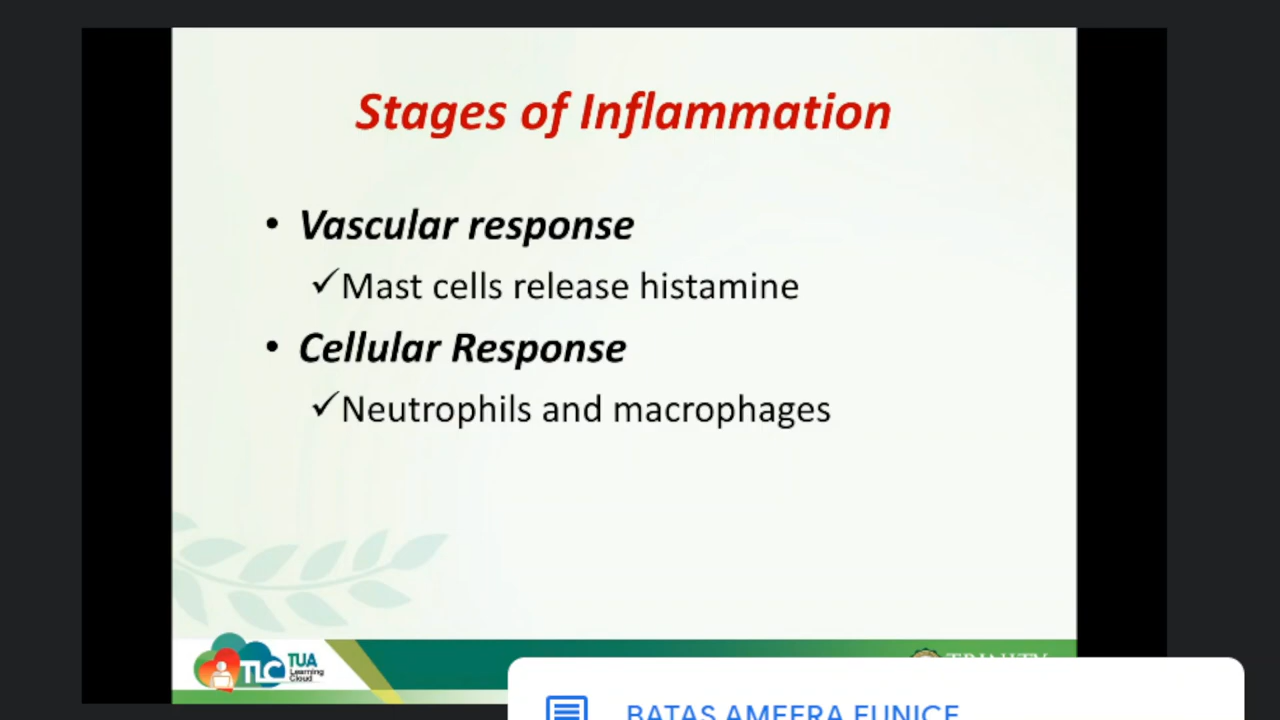 Stages of Inflammation
• Vascular response
✓Mast cells release histamine
• Cellular Response
✓Neutrophils and macrophages
TLC TUA
Learning
Cloud
TRINITY
BATAS AMEERA EUNICE